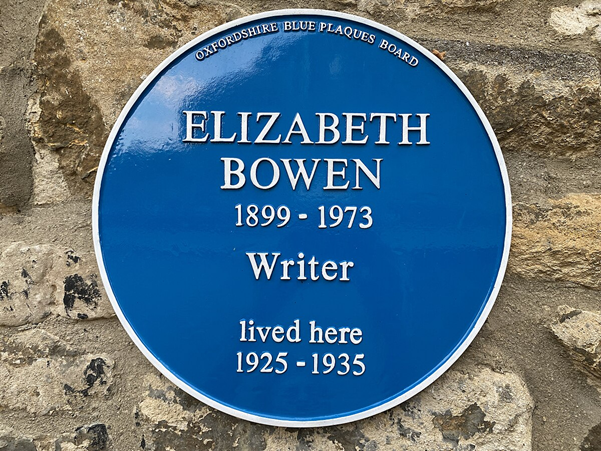 OXFORDSHIRE BLUE PLAQUES BOARD
ELIZABETH
BOWEN
1899 - 1973
Writer
lived here
1925 - 1935